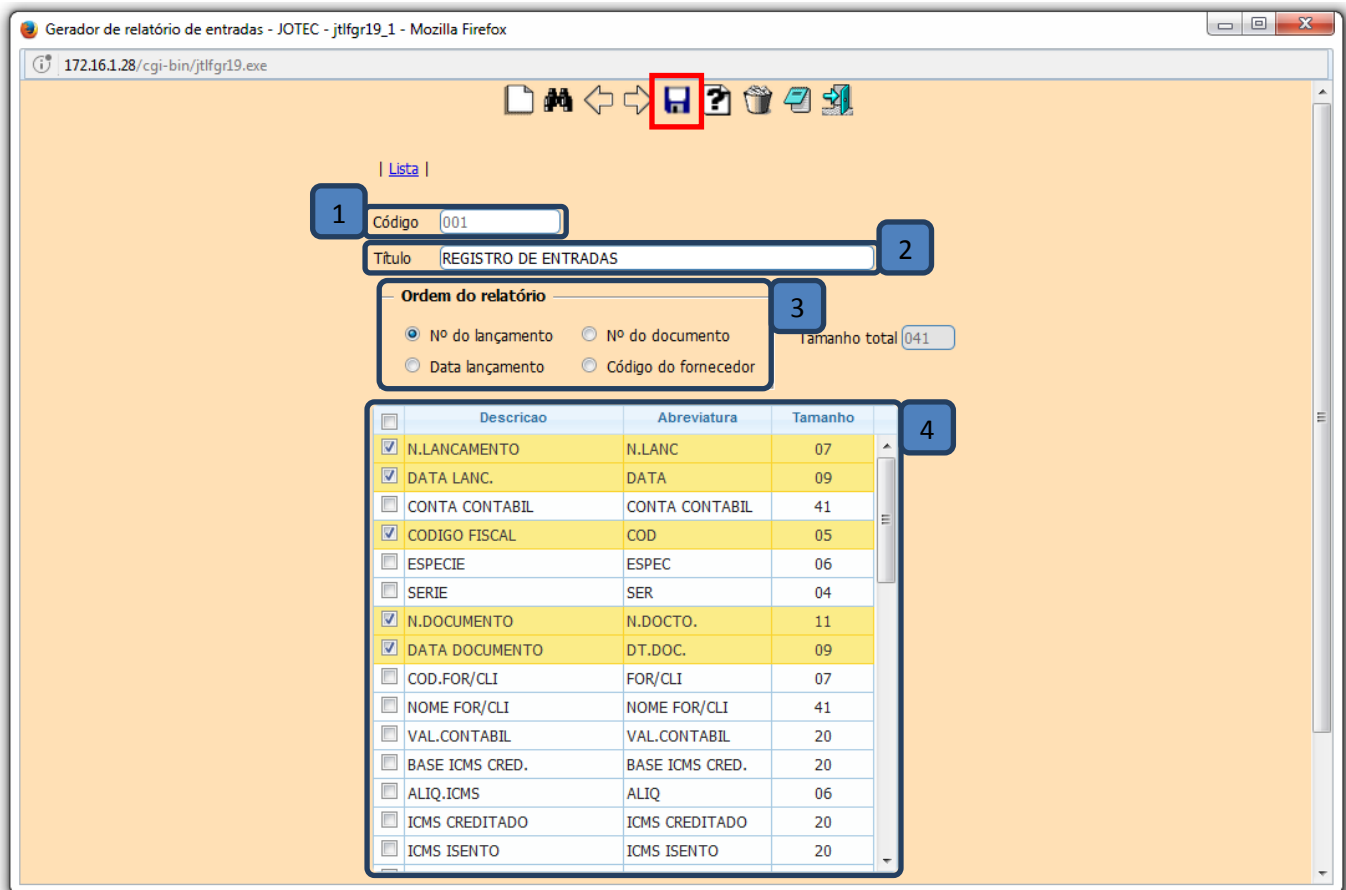 Gerador de relatório de entradas - JOTEC - jtlfgr19_1 - Mozilla Firefox
172.16.1.28/cgi-bin/jtlfgr19.exe
| Lista |
1
Código 001
Título REGISTRO DE ENTRADAS
2
Ordem do relatório
3
Nº do lançamento Nº do documento
Tamanho total 041
Data lançamento Código do fornecedor
Descricao Abreviatura Tamanho
4
N.LANCAMENTO N.LANC 07
DATA LANC. DATA 09
CONTA CONTABIL CONTA CONTABIL 41
CODIGO FISCAL COD 05
ESPECIE ESPEC 06
SERIE SER 04
N.DOCUMENTO N.DOCTO. 11
DATA DOCUMENTO DT.DOC. 09
COD.FOR/CLI FOR/CLI 07
NOME FOR/CLI NOME FOR/CLI 41
VAL.CONTABIL VAL.CONTABIL 20
BASE ICMS CRED. BASE ICMS CRED. 20
ALIQ.ICMS ALIQ 06
ICMS CREDITADO ICMS CREDITADO 20
ICMS ISENTO ICMS ISENTO 20